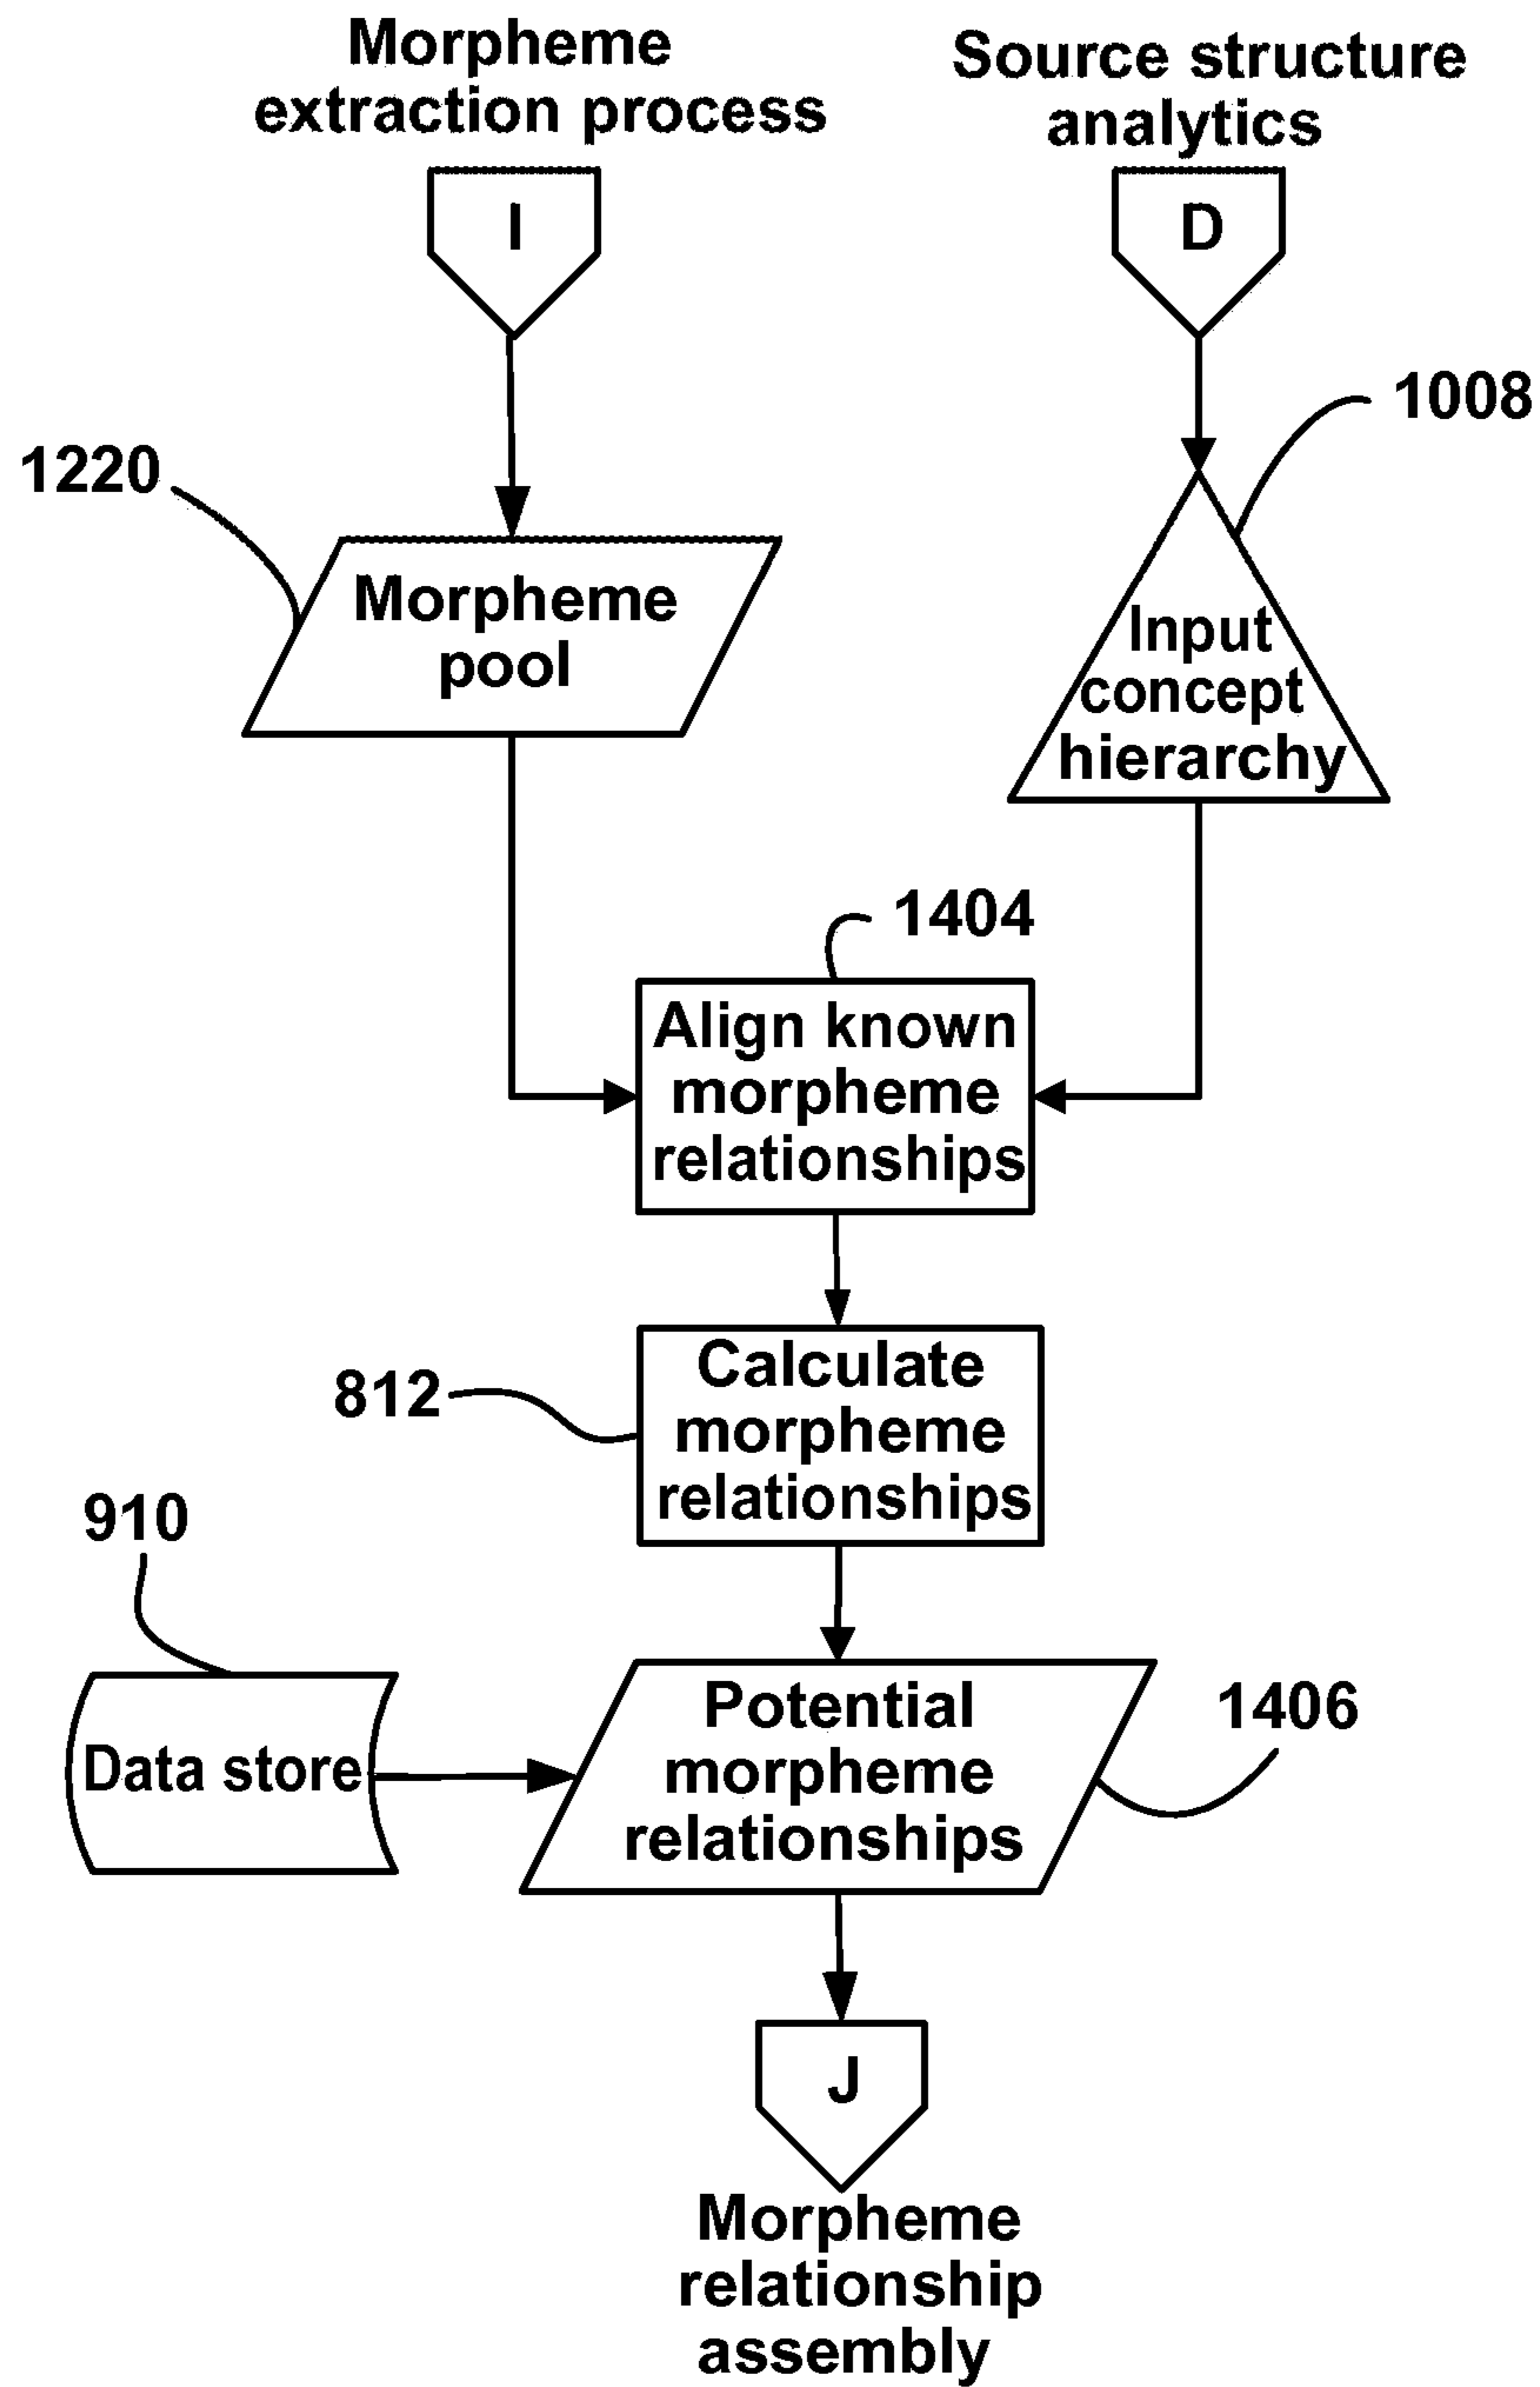 Morpheme
extraction process
Source structure
analytics
I
D
1008
1220
Morpheme
pool
Input
concept
hierarchy
1404
Align known
morpheme
relationships
812
Calculate
morpheme
relationships
910
Data store
Potential
morpheme
relationships
1406
J
Morpheme
relationship
assembly